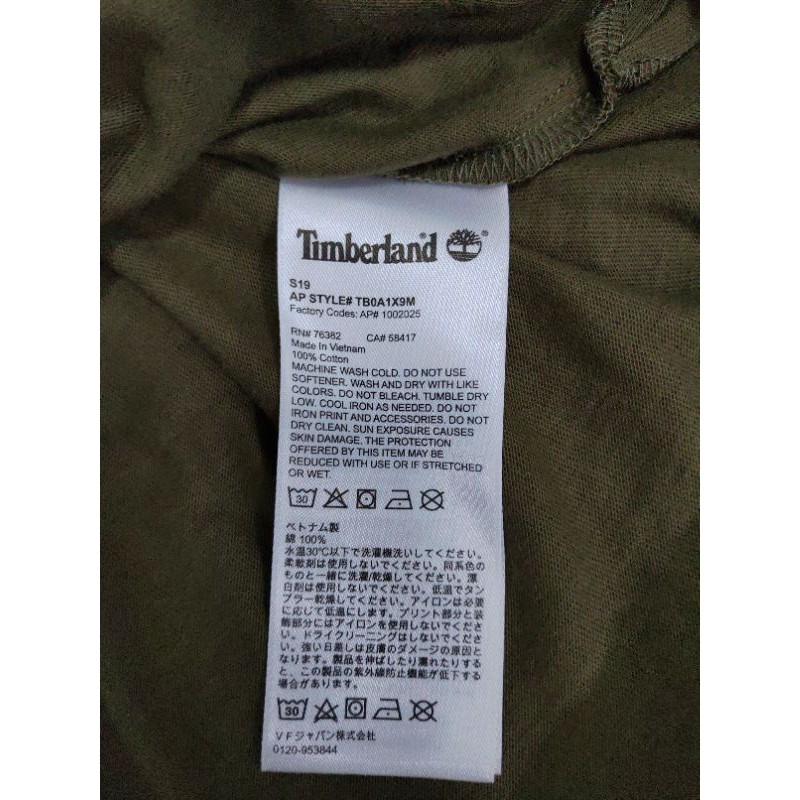 Timberland
S19
AP STYLE# TB0A1X9M
Factory Codes: AP# 1002025
RN# 76382 CA# 58417
Made In Vietnam
100% Cotton
MACHINE WASH COLD. DO NOT USE
SOFTENER. WASH AND DRY WITH LIKE
COLORS. DO NOT BLEACH. TUMBLE DRY
LOW. COOL IRON AS NEEDED. DO NOT
IRON PRINT AND ACCESSORIES. DO NOT
DRY CLEAN. SUN EXPOSURE CAUSES
SKIN DAMAGE. THE PROTECTION
OFFERED BY THIS ITEM MAY BE
REDUCED WITH USE OR IF STRETCHED
OR WET.
30
ベトナム製
綿 100%
水温30℃以下で洗濯機洗いしてください。
柔軟剤は使用しないでください。同系色の
ものと一緒に洗濯/乾燥してください。漂
白剤は使用しないでください。低温でタン
ブラー乾燥してください。アイロンは必要
に応じて低温にします。プリント部分と装
飾部分にはアイロンを使用しないでくださ
い。ドライクリーニングはしないでくださ
い。強い日差しは皮膚のダメージの原因と
なります。製品を伸ばしたり濡れたりする
と、この製品の紫外線防止機能が低下する
場合があります。
30
VFジャパン株式会社
0120-953844